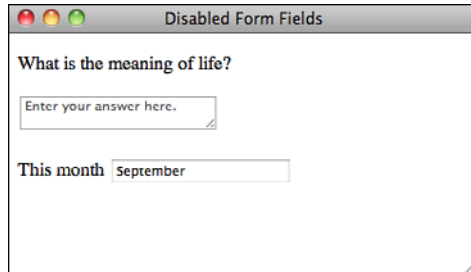 Disabled Form Fields
What is the meaning of life?
Enter your answer here.
This month September